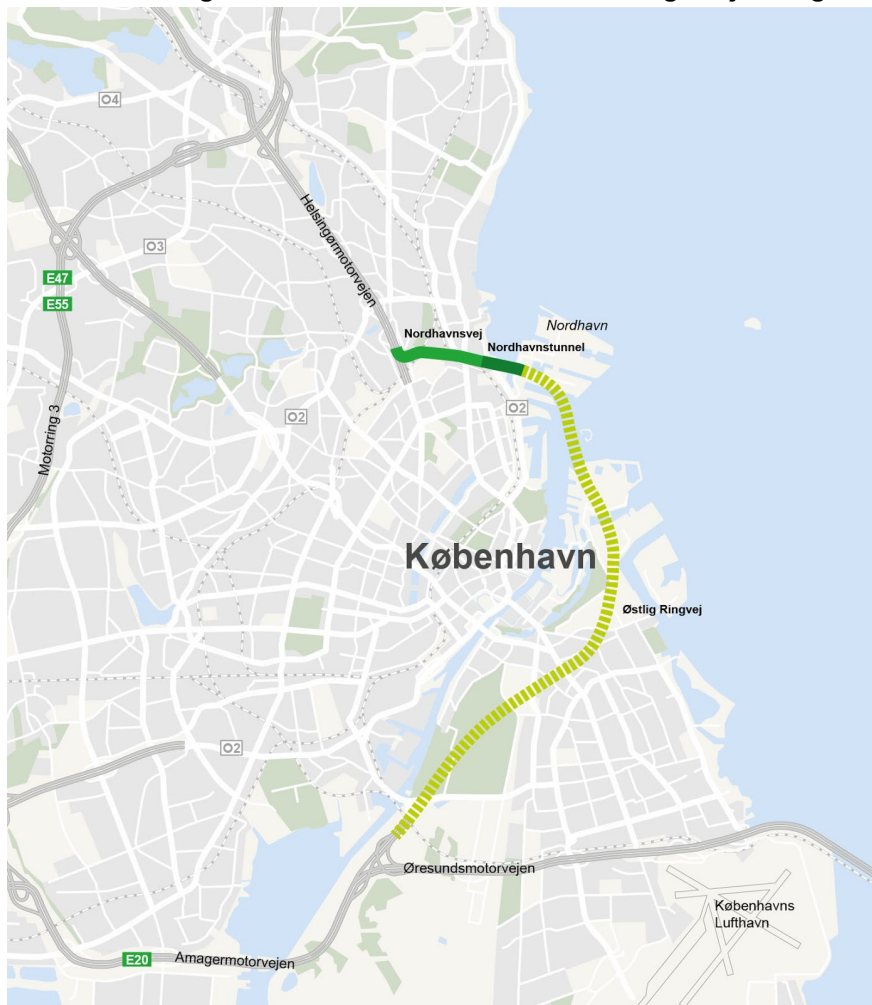 O4
Helsingørmotorvejen
O3
E47
E55
Nordhavn
Nordhavnsvej
Nordhavnstunnel
O2
O2
Motorring 3
København
Østlig Ringvej
O2
Øresundsmotorvejen
Københavns
Lufthavn
E20
Amagermotorvejen